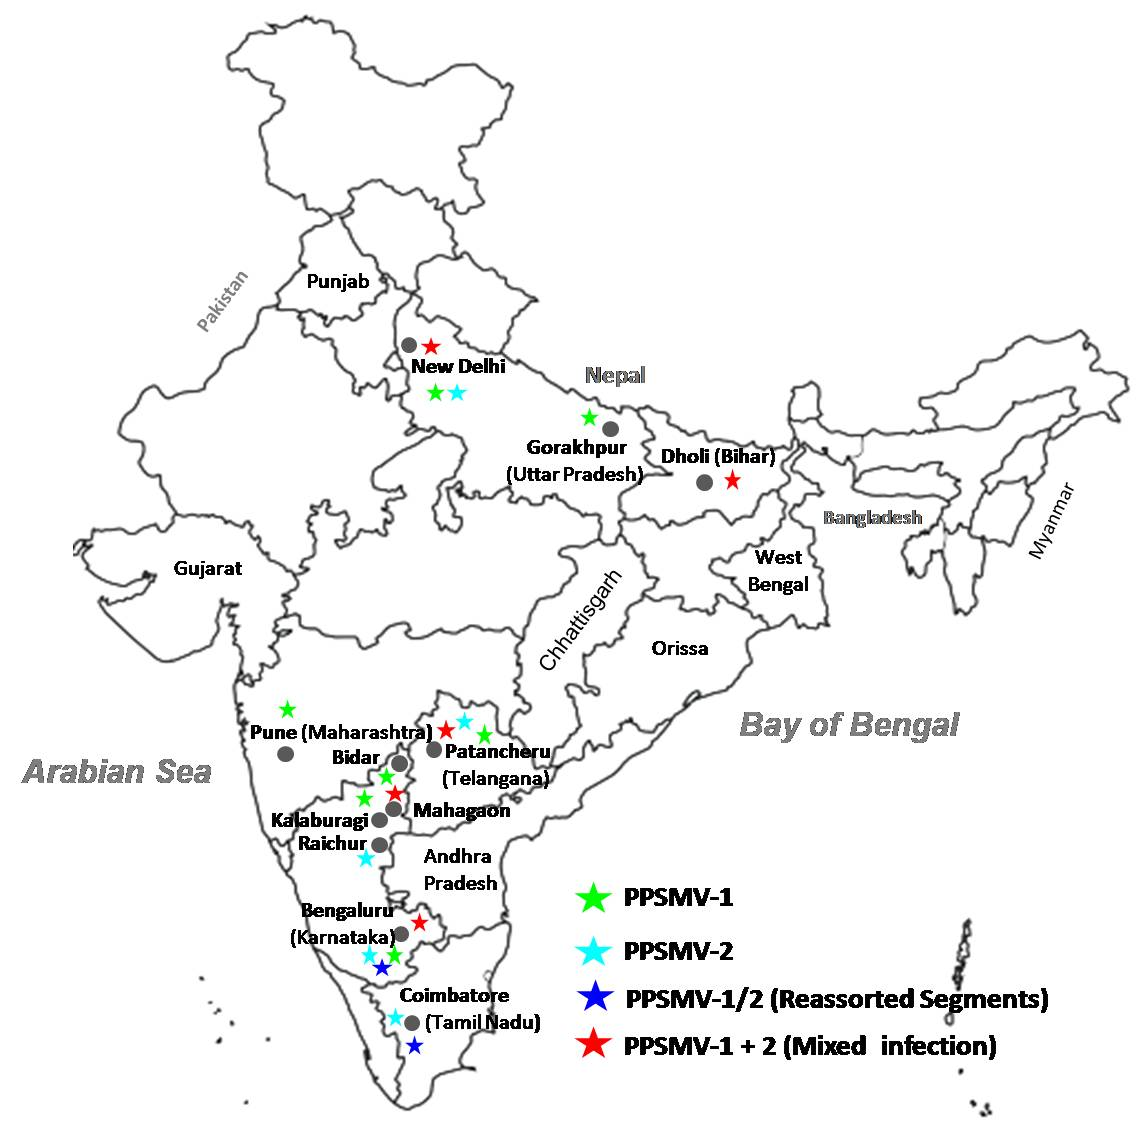 Punjab
Pakistan
New Delhi
Nepal
Gorakhpur
(Uttar Pradesh)
Dholi (Bihar)
Bangladesh
Myanmar
West
Bengal
Gujarat
Chhattisgarh
Orissa
Bay of Bengal
Arabian Sea
Pune (Maharashtra)
Bidar
Patancheru
(Telangana)
Mahagaon
Kalaburagi
Raichur
Andhra
Pradesh
Bengaluru
(Karnataka)
Coimbatore
(Tamil Nadu)
PPSMV-1
PPSMV-2
PPSMV-1/2 (Reassorted Segments)
PPSMV-1 + 2 (Mixed infection)